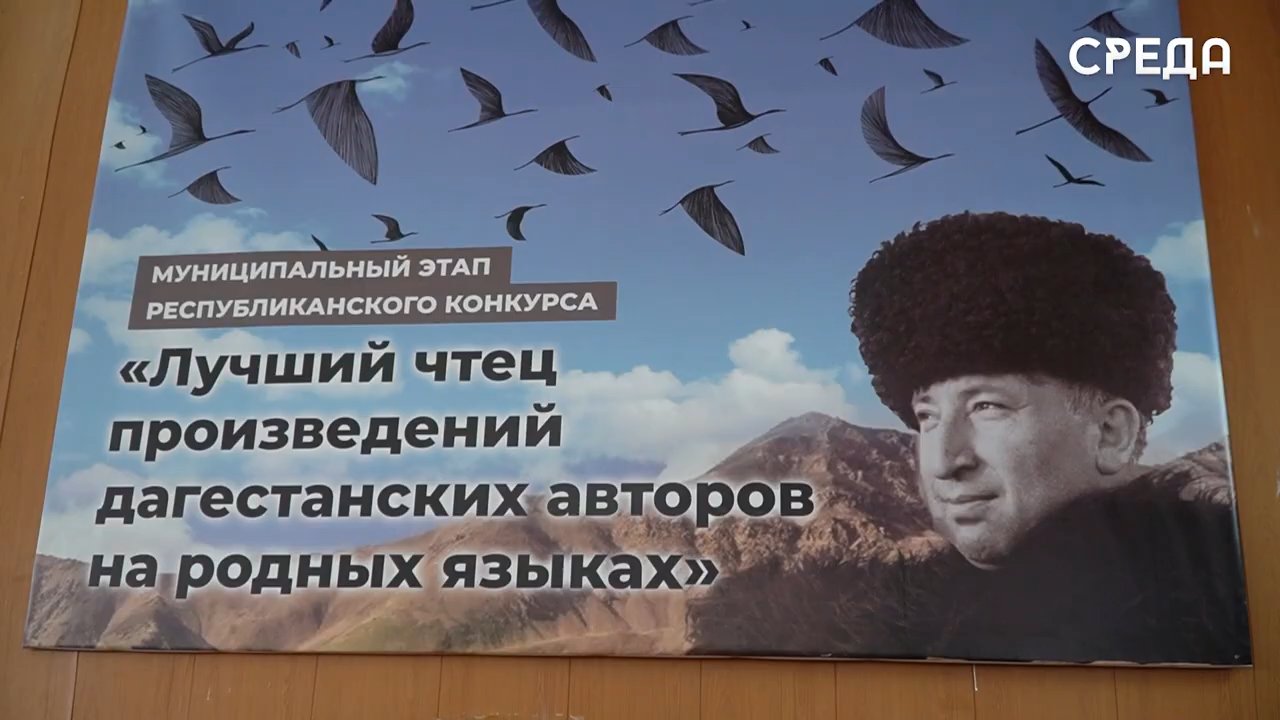 СРЕДА
МУНИЦИПАЛЬНЫЙ ЭТАП
РЕСПУБЛИКАНСКОГО КОНКУРСА
«Лучший чтец
произведений
дагестанских авторов
на родных языках»